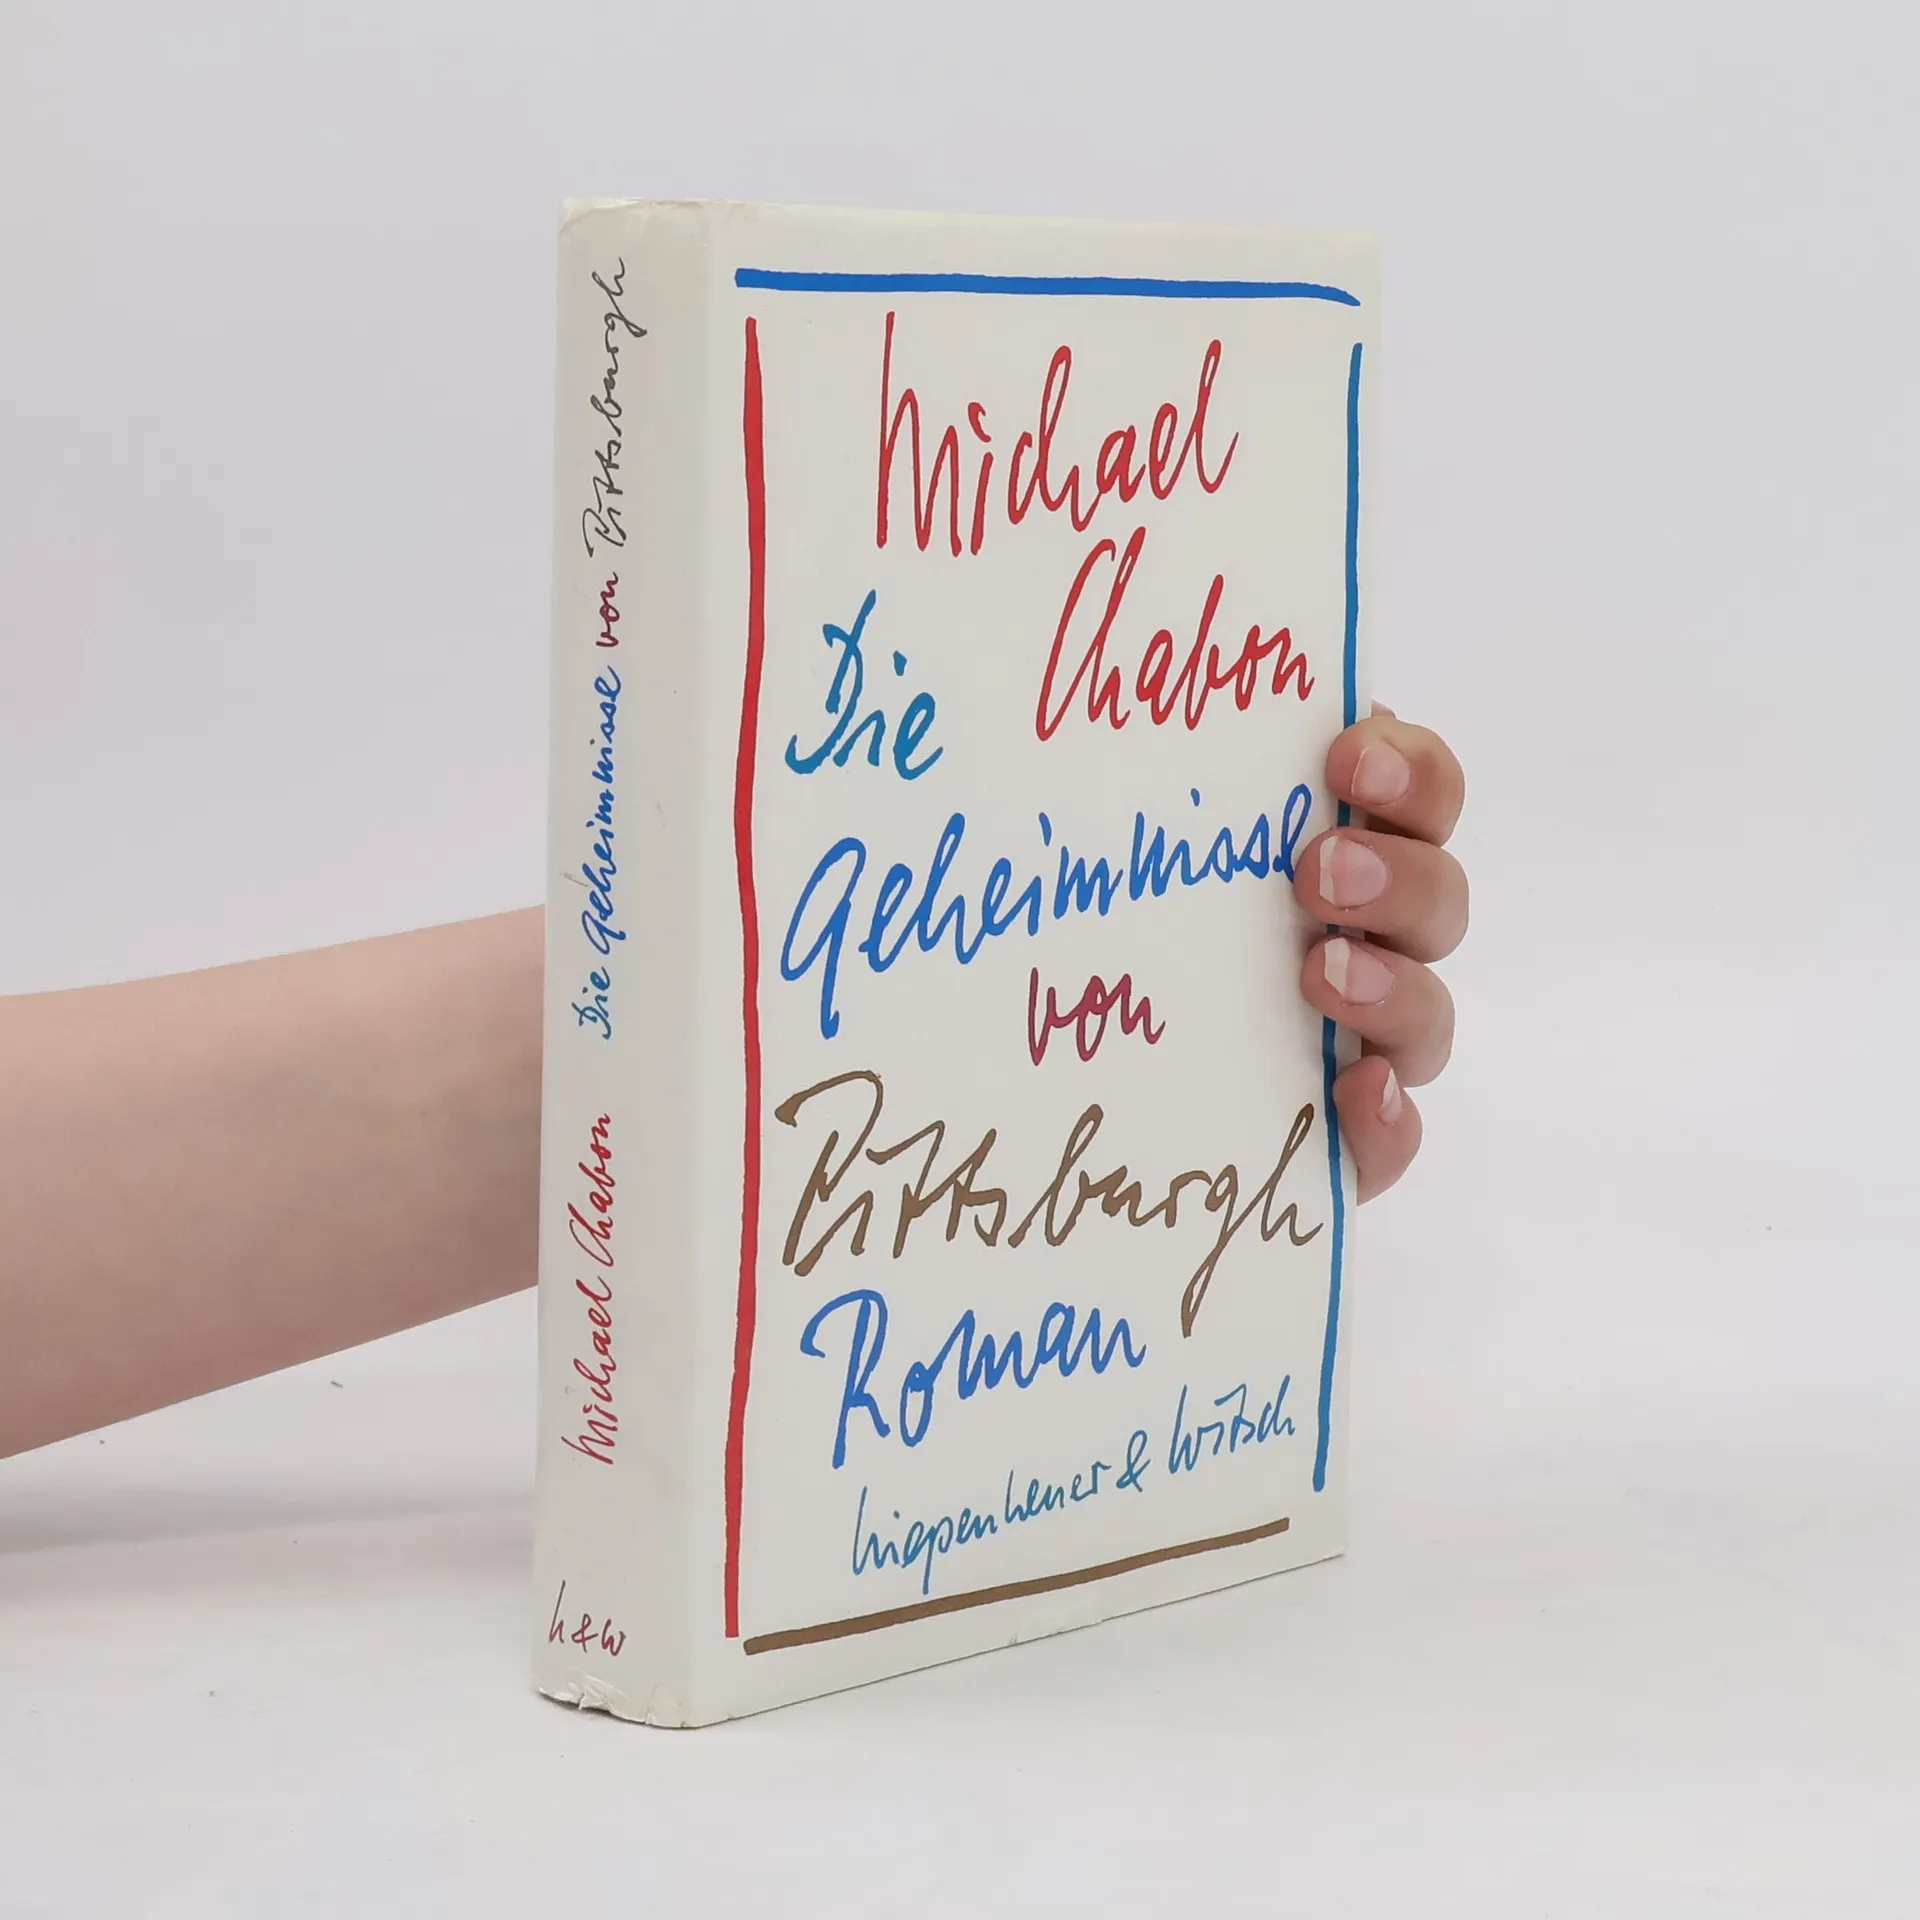 Michael
Chabon
Die
Geheimnisse
von
Pittsburgh
Roman
kiepenheuer & witsch
Michael Chabon Die Geheimnisse von Pittsburgh
k & w